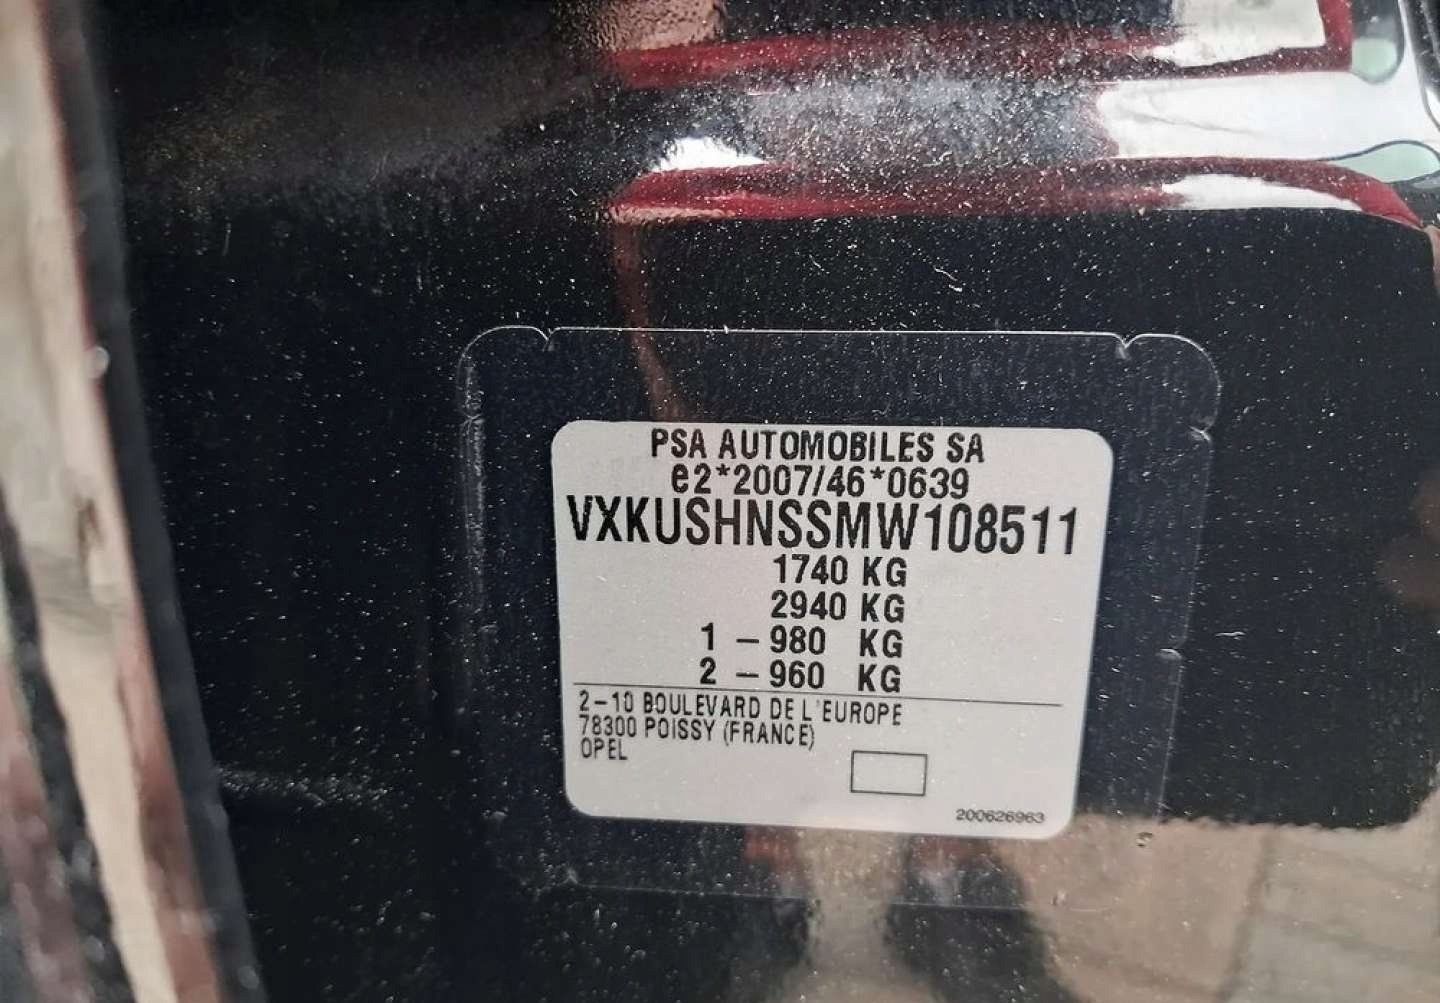 PSA AUTOMOBILES SA
e2*2007/46*0639
VXKUSHNSSMW108511
1740 KG
2940 KG
1 - 980 KG
2 - 960 KG
2-10 BOULEVARD DE L'EUROPE
78300 POISSY (FRANCE)
OPEL
200626963